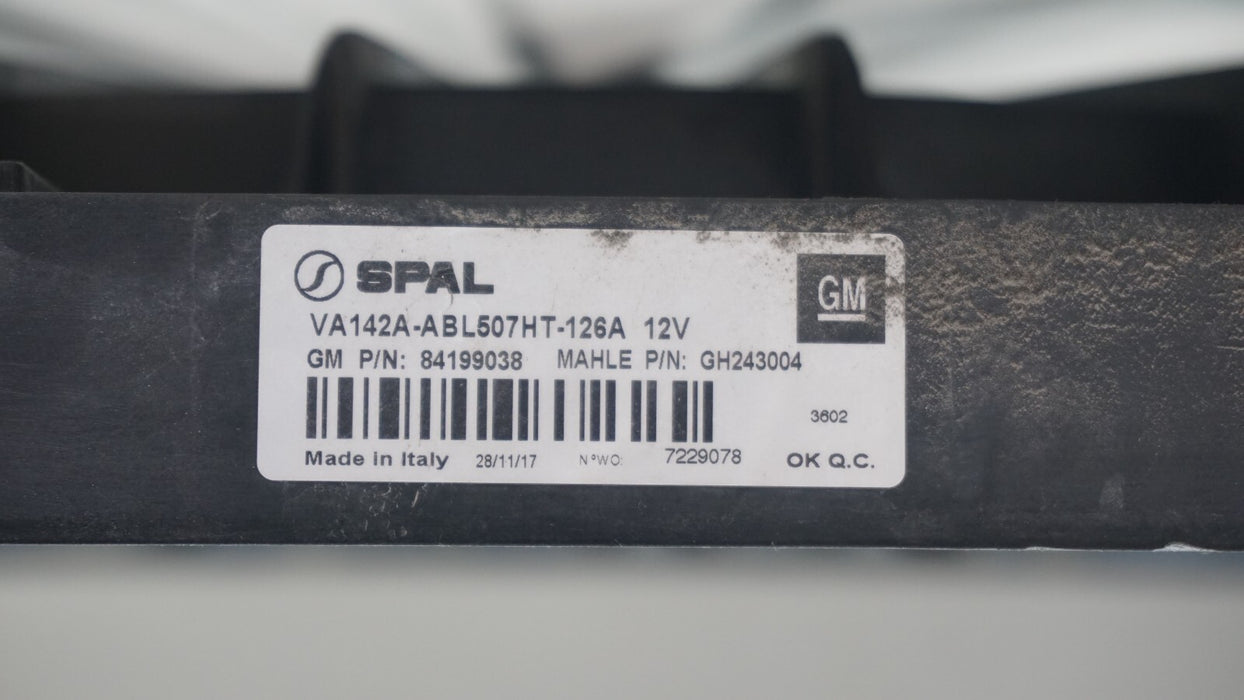 SPAL
GM
VA142A-ABL507HT-126A 12V
GM P/N: 84199038 MAHLE P/N: GH243004
3602
Made in Italy 28/11/17 N°WO: 7229078 OK Q.C.